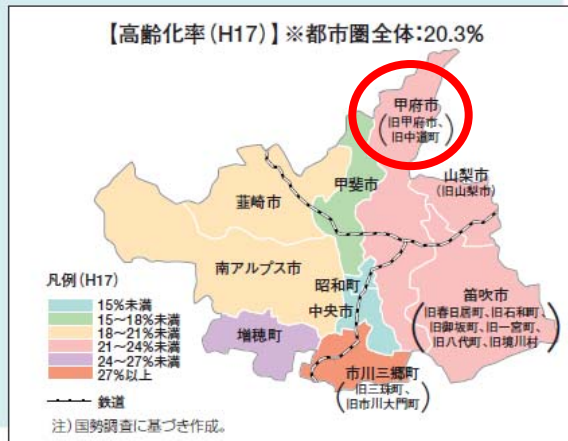 【高齢化率(H17)】※都市圏全体:20.3%
甲府市
(旧甲府市、
旧中道町)
山梨市
(旧山梨市)
甲斐市
韮崎市
南アルプス市
昭和町
中央市
笛吹市
(旧春日居町、旧石和町、
旧御坂町、旧一宮町、
旧八代町、旧境川村)
増穂町
市川三郷町
(旧三珠町、
旧市川大門町)
凡例(H17)
15%未満
15~18%未満
18~21%未満
21~24%未満
24~27%未満
27%以上
鉄道
注)国勢調査に基づき作成。